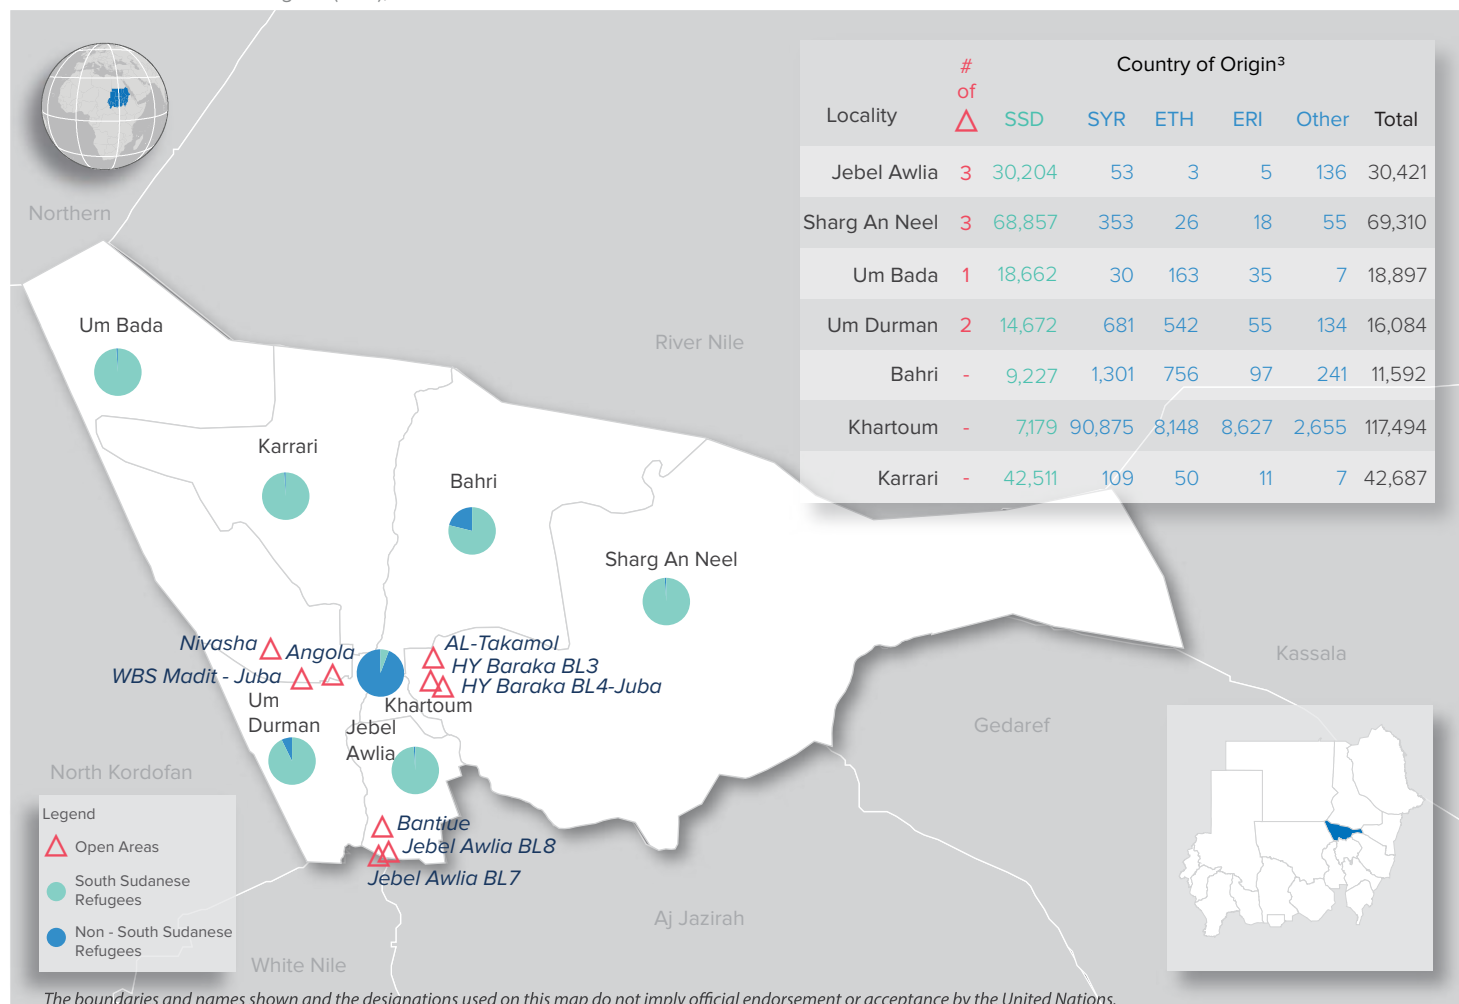 Country of Origin³
# of
Locality △ SSD SYR ETH ERI Other Total
Jebel Awlia 3 30,204 53 3 5 136 30,421
Sharg An Neel 3 68,857 353 26 18 55 69,310
Um Bada 1 18,662 30 163 35 7 18,897
Um Durman 2 14,672 681 542 55 134 16,084
Bahri - 9,227 1,301 756 97 241 11,592
Khartoum - 7,179 90,875 8,148 8,627 2,655 117,494
Karrari - 42,511 109 50 11 7 42,687
Northern
River Nile
Um Bada
Karrari
Bahri
Sharg An Neel
Nivasha
Angola
WBS Madit - Juba
AL-Takamol
HY Baraka BL3
HY Baraka BL4-Juba
Um
Durman
Khartoum
Jebel
Awlia
Kassala
Gedaref
North Kordofan
Bantiue
Jebel Awlia BL8
Jebel Awlia BL7
Aj Jazirah
White Nile
Legend
Open Areas
South Sudanese
Refugees
Non - South Sudanese
Refugees
The boundaries and names shown and the designations used on this map do not imply official endorsement or acceptance by the United Nations.